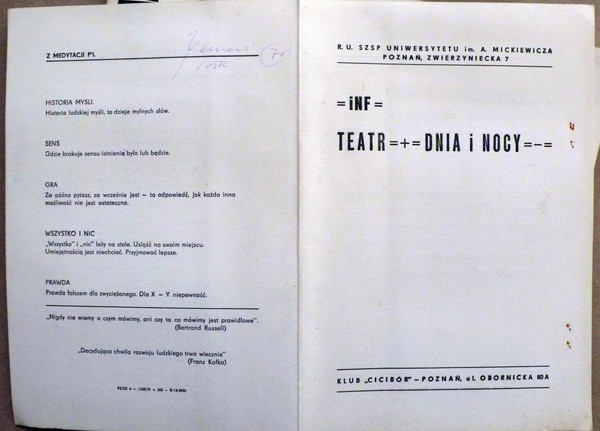 Z MEDYTACJI P1.
HISTORIA MYŚLI.
Historia ludzkiej myśli, to dzieje mylnych słów.
SENS
Gdzie brakuje sensu istnienia było lub będzie.
GRA
Za późno pytasz, za wcześnie jest – ta odpowiedź, jak każda inna
możliwość nie jest ostateczna.
WSZYSTKO I NIC
„Wszystko" i „nic" leży na stole. Usiąść na swoim miejscu.
Umiejętnością jest niechcieć. Przyjmować lepsze.
PRAWDA
Prawda fałszem dla zwyciężonego. Dla X – Y niepewność.
„Nigdy nie wiemy o czym mówimy, ani czy to co mówimy jest prawidłowe".
(Bertrand Russell)
„Decydująca chwila rozwoju ludzkiego trwa wiecznie"
(Franz Kafka)
R. U. SZSP UNIWERSYTETU im. A. MICKIEWICZA
POZNAŃ, ZWIERZYNIECKA 7
=iNF=
TEATR=+=DNIA i NOCY=-=
KLUB „CICIBÓR" – POZNAŃ, ul. OBORNICKA 80A